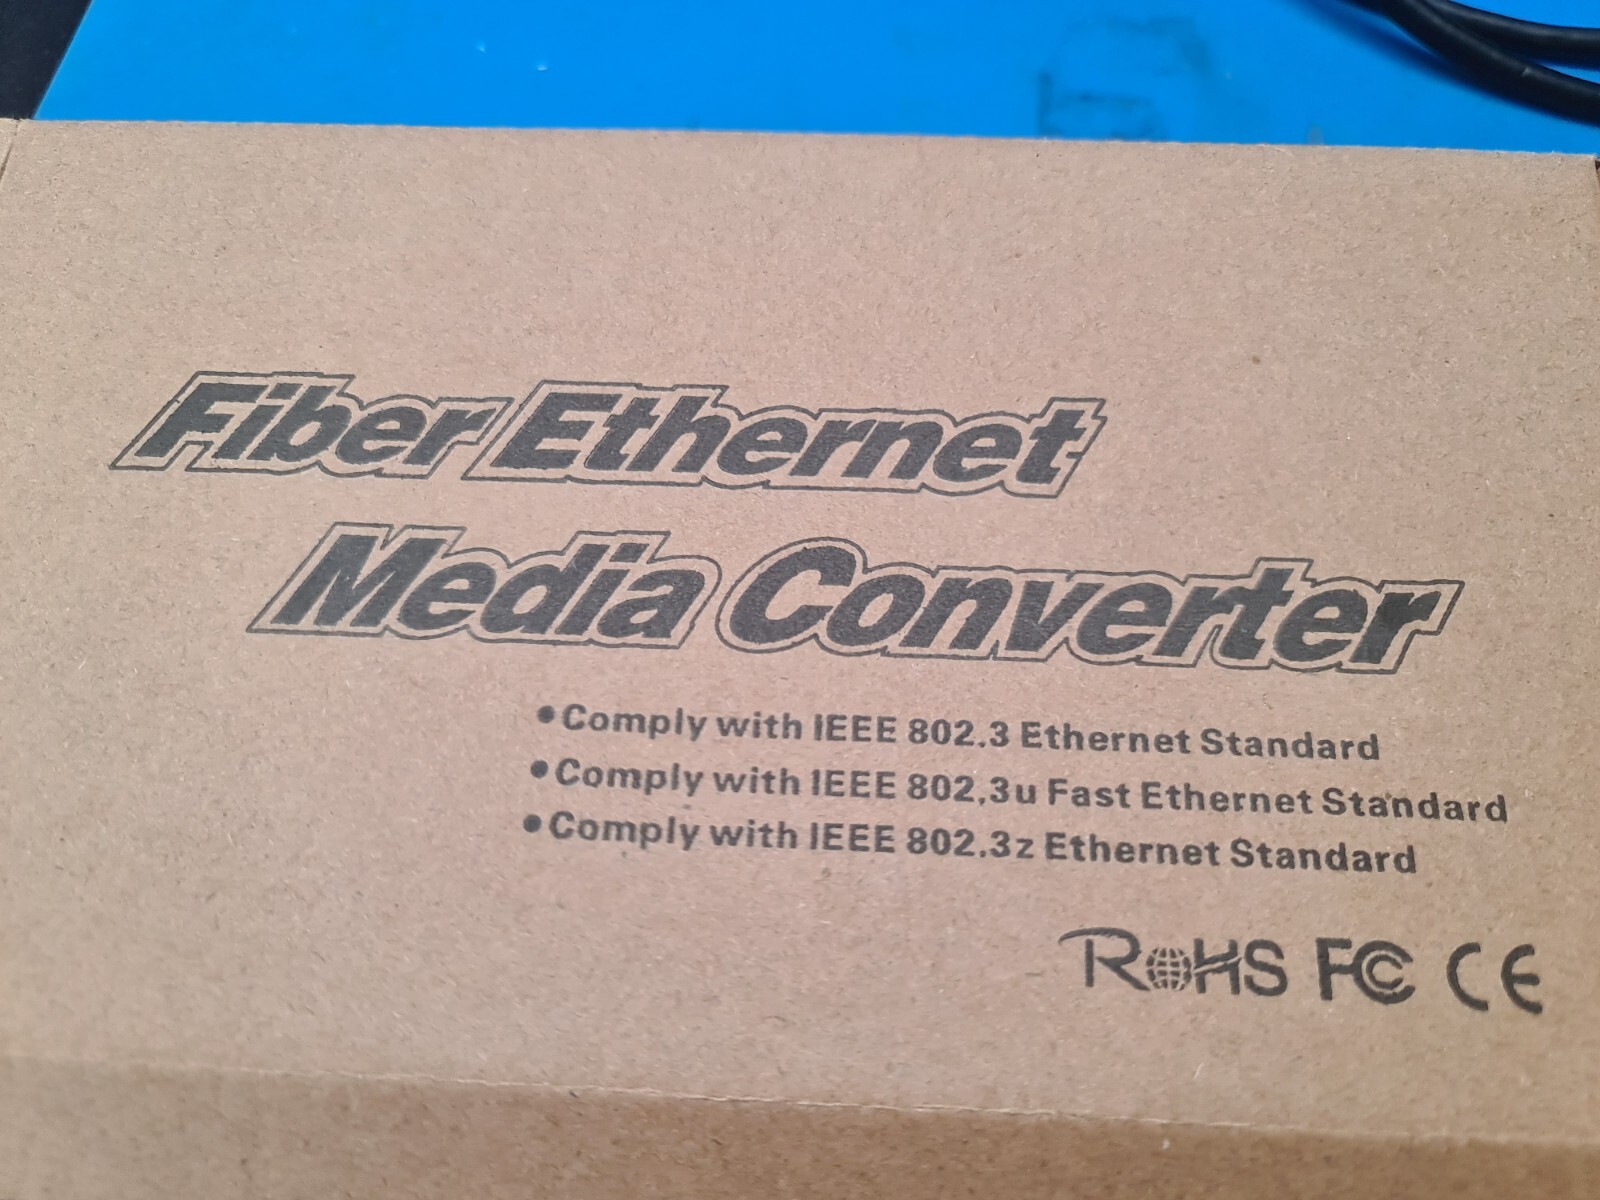 Fiber Ethernet
Media Converter
•Comply with IEEE 802.3 Ethernet Standard
•Comply with IEEE 802,3u Fast Ethernet Standard
•Comply with IEEE 802.3z Ethernet Standard
RoHS FC CE